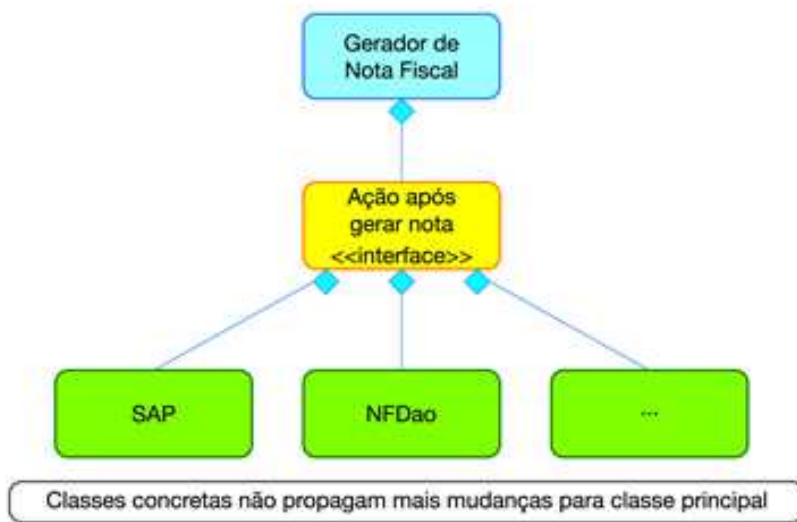 Gerador de
Nota Fiscal
Ação após
gerar nota
<<interface>>
SAP
NFDao
...
Classes concretas não propagam mais mudanças para classe principal